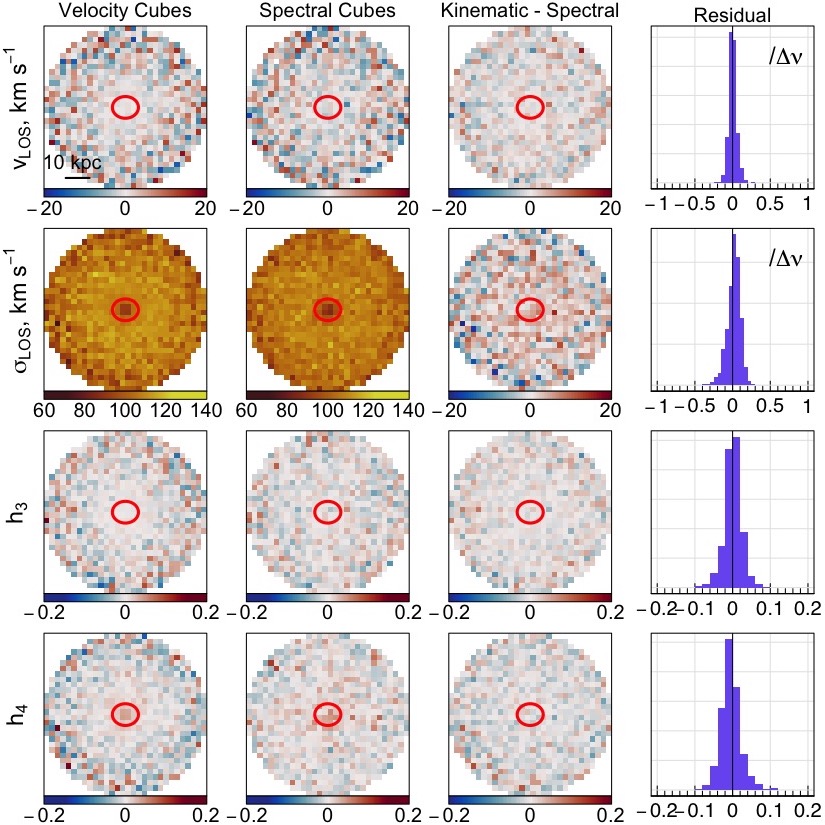 Velocity Cubes Spectral Cubes Kinematic - Spectral Residual
v_LOS, km s⁻¹
10 kpc
/Δν
−20 0 20 −20 0 20 −20 0 20 −1 −0.5 0 0.5 1
σ_LOS, km s⁻¹
/Δν
60 80 100 120 140 60 80 100 120 140 −20 0 20 −1 −0.5 0 0.5 1
h₃
−0.2 0 0.2 −0.2 0 0.2 −0.2 0 0.2 −0.2 −0.1 0 0.1 0.2
h₄
−0.2 0 0.2 −0.2 0 0.2 −0.2 0 0.2 −0.2 −0.1 0 0.1 0.2